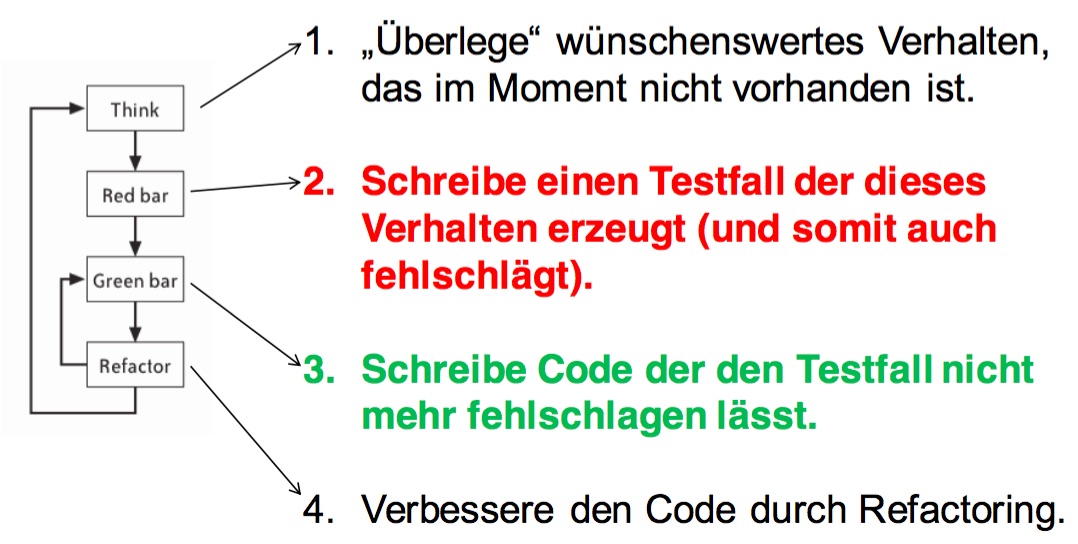 Think
Red bar
Green bar
Refactor
1. „Überlege“ wünschenswertes Verhalten,
das im Moment nicht vorhanden ist.
2. Schreibe einen Testfall der dieses
Verhalten erzeugt (und somit auch
fehlschlägt).
3. Schreibe Code der den Testfall nicht
mehr fehlschlagen lässt.
4. Verbessere den Code durch Refactoring.